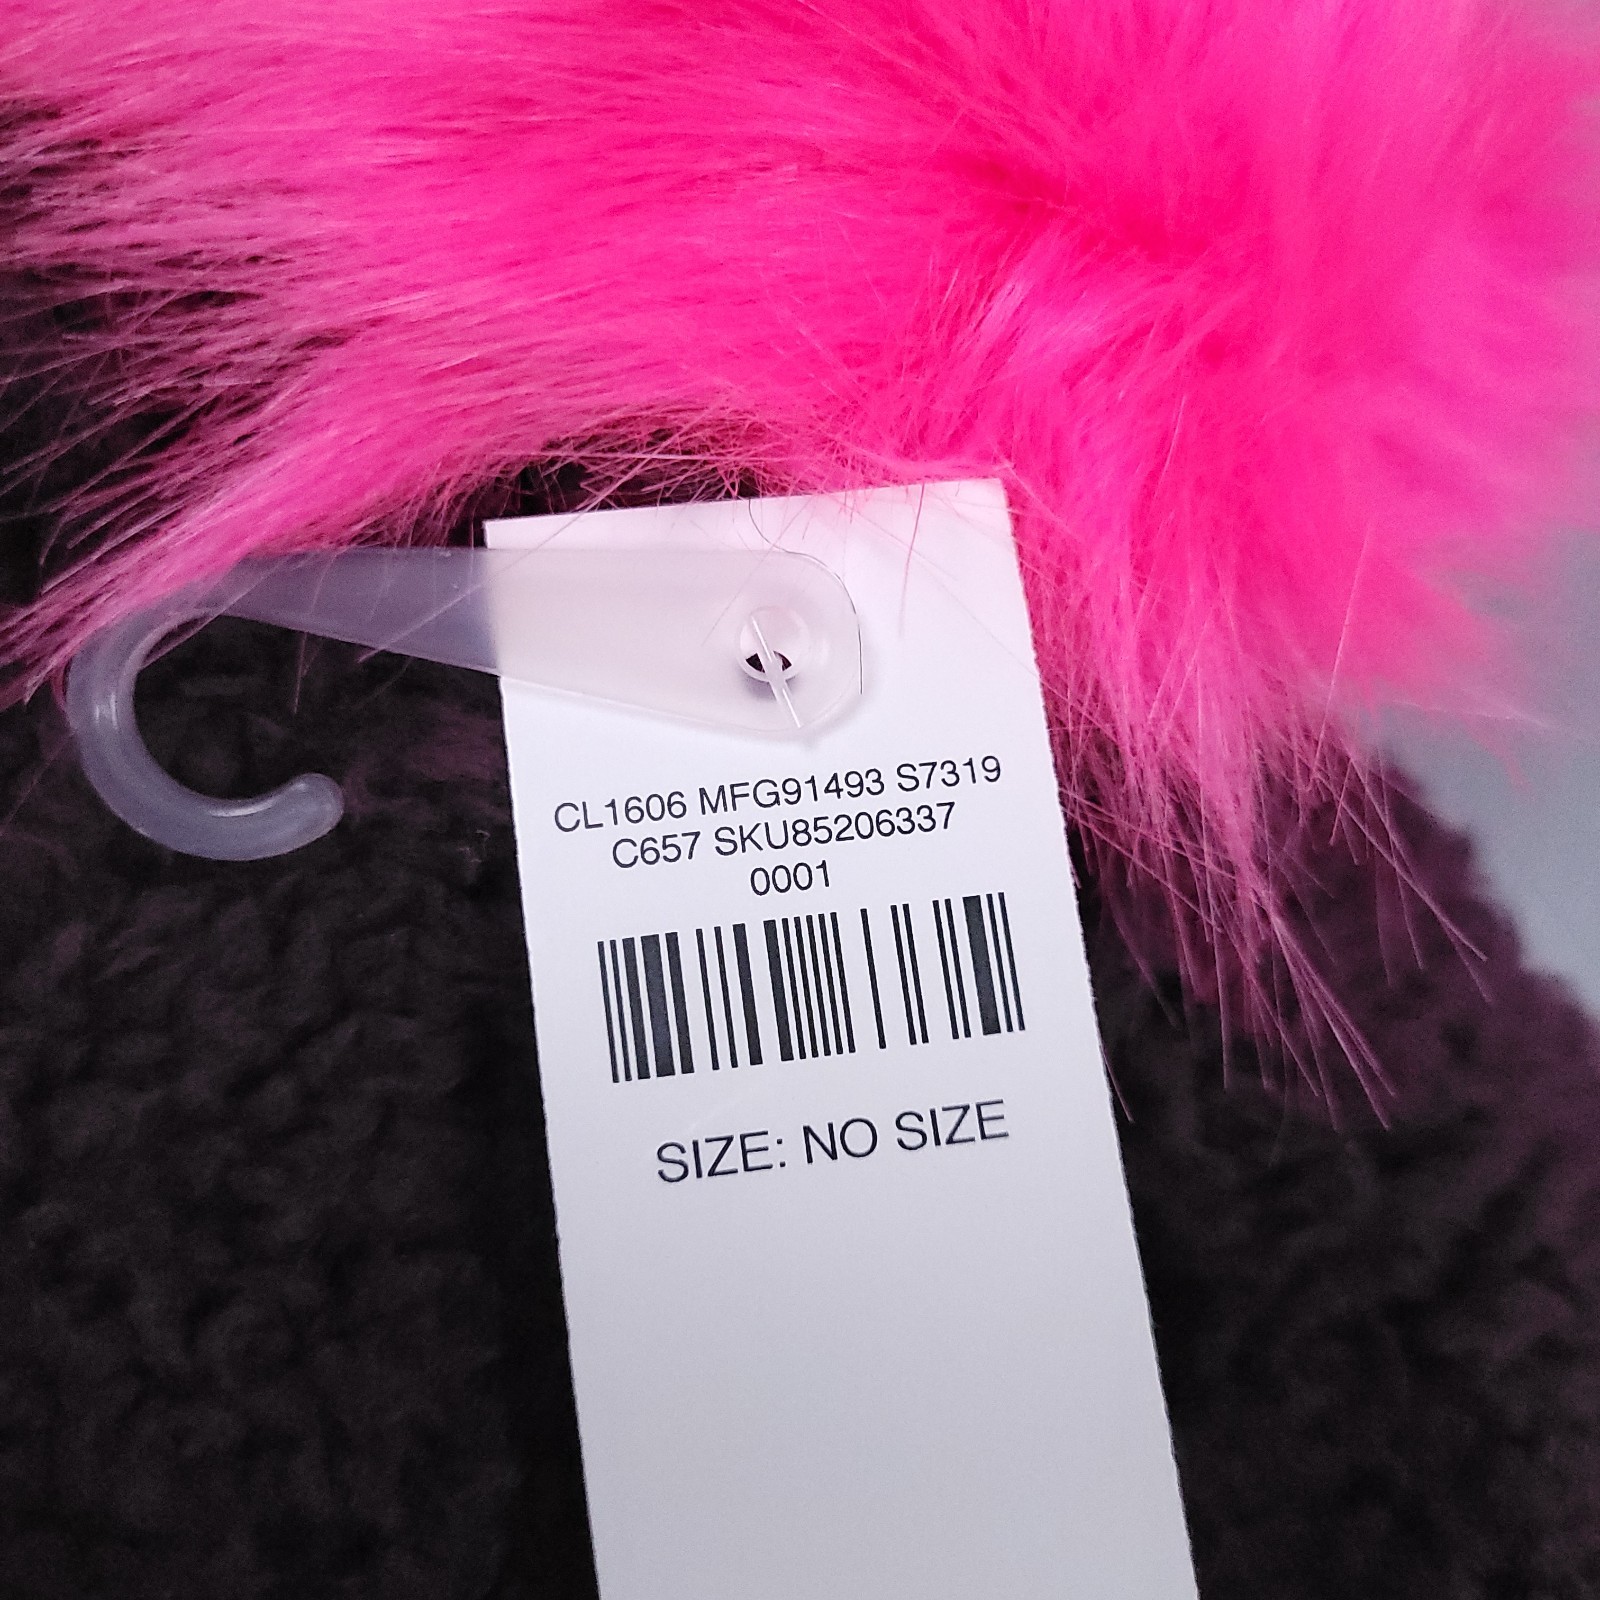 CL1606 MFG91493 S7319
C657 SKU85206337
0001
SIZE: NO SIZE